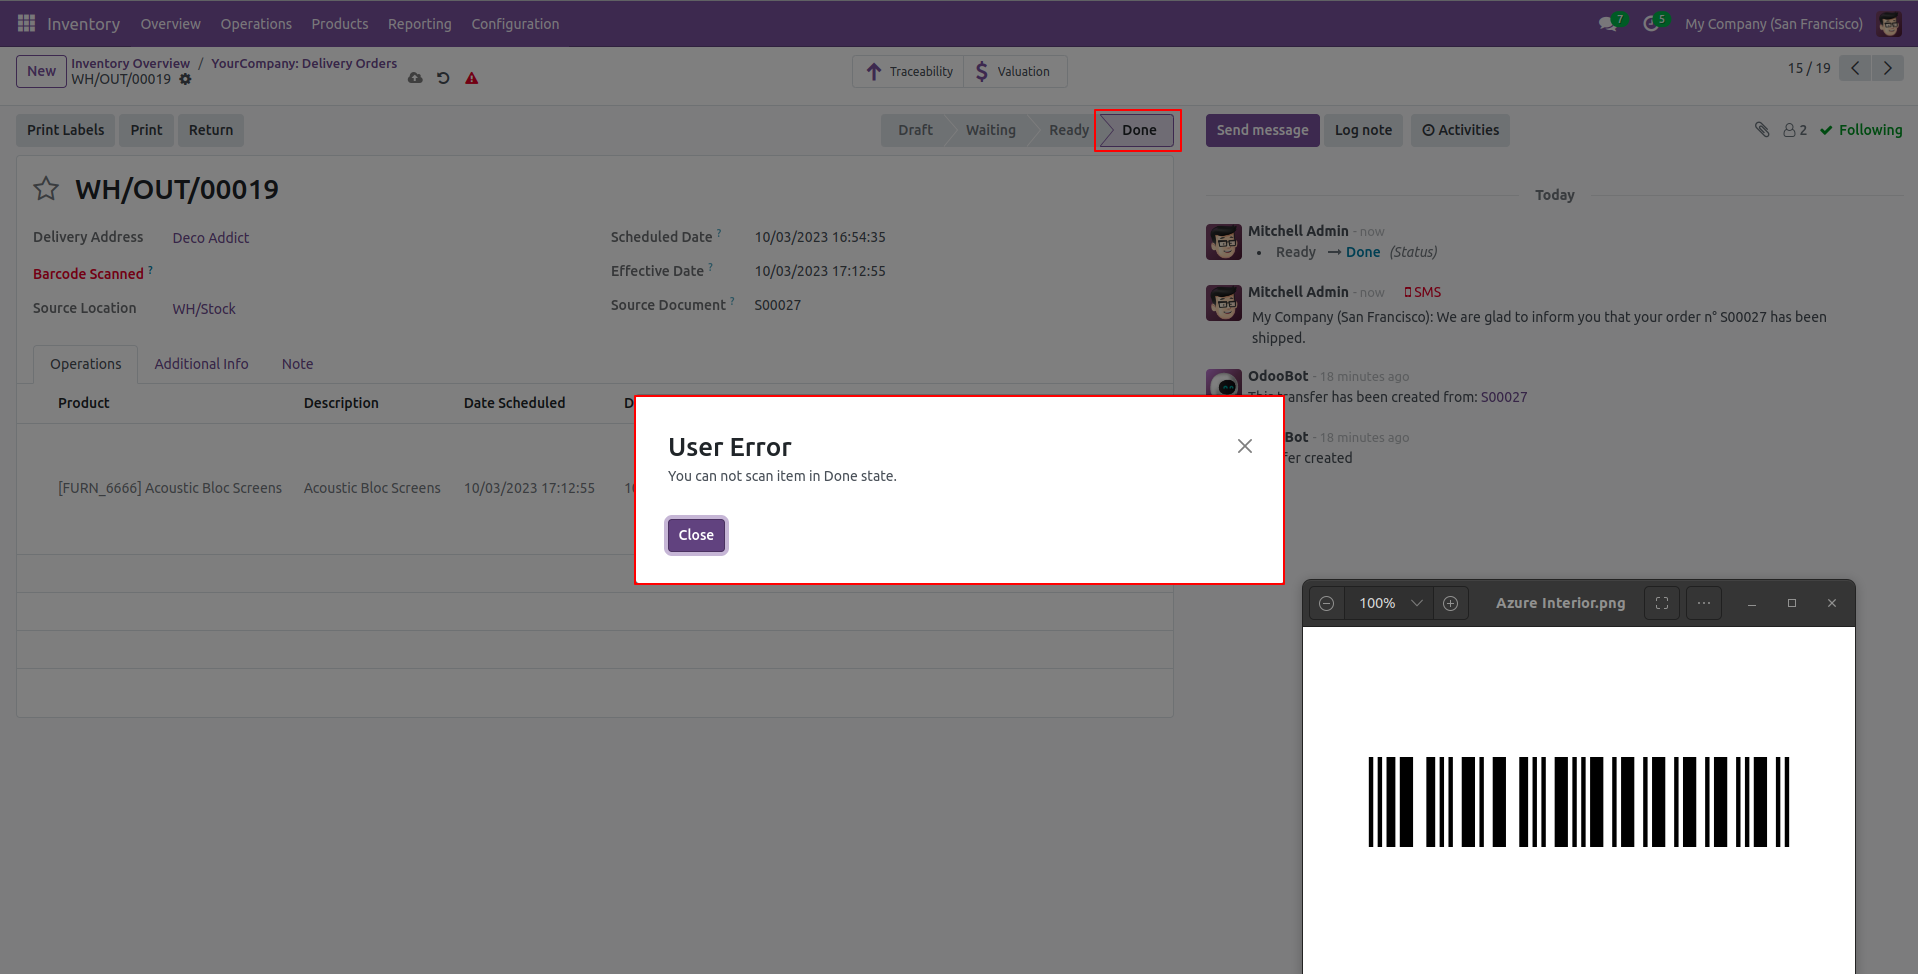 Inventory Overview Operations Products Reporting Configuration 7 5 My Company (San Francisco)
New Inventory Overview / YourCompany: Delivery Orders
WH/OUT/00019
Traceability $ Valuation
15 / 19
Print Labels Print Return Draft Waiting Ready Done Send message Log note Activities 2 Following
WH/OUT/00019
Delivery Address Deco Addict
Barcode Scanned ?
Source Location WH/Stock
Scheduled Date ? 10/03/2023 16:54:35
Effective Date ? 10/03/2023 17:12:55
Source Document ? S00027
Operations Additional Info Note
Product Description Date Scheduled D
[FURN_6666] Acoustic Bloc Screens Acoustic Bloc Screens 10/03/2023 17:12:55
Today
Mitchell Admin - now
• Ready → Done (Status)
Mitchell Admin - now SMS
My Company (San Francisco): We are glad to inform you that your order n° S00027 has been
shipped.
OdooBot - 18 minutes ago
This transfer has been created from: S00027
Bot - 18 minutes ago
fer created
User Error
You can not scan item in Done state.
Close
100% Azure Interior.png